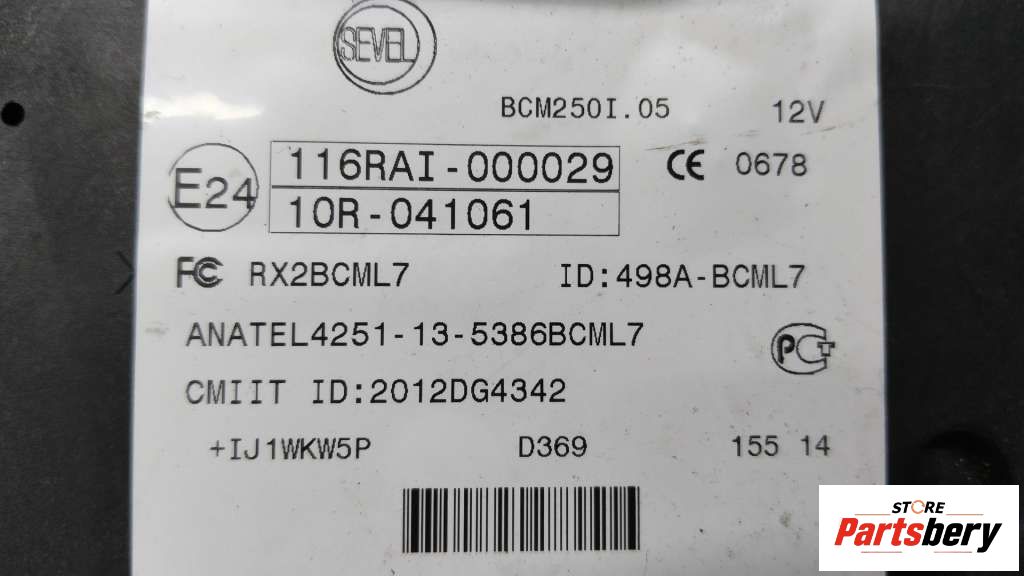 SEVEL
BCM250I.05 12V
E24 116RAI-000029 CE 0678
10R-041061
FC RX2BCML7 ID:498A-BCML7
ANATEL4251-13-5386BCML7 PCT
CMIIT ID:2012DG4342
+IJ1WKW5P D369 155 14
STORE
Partsbery